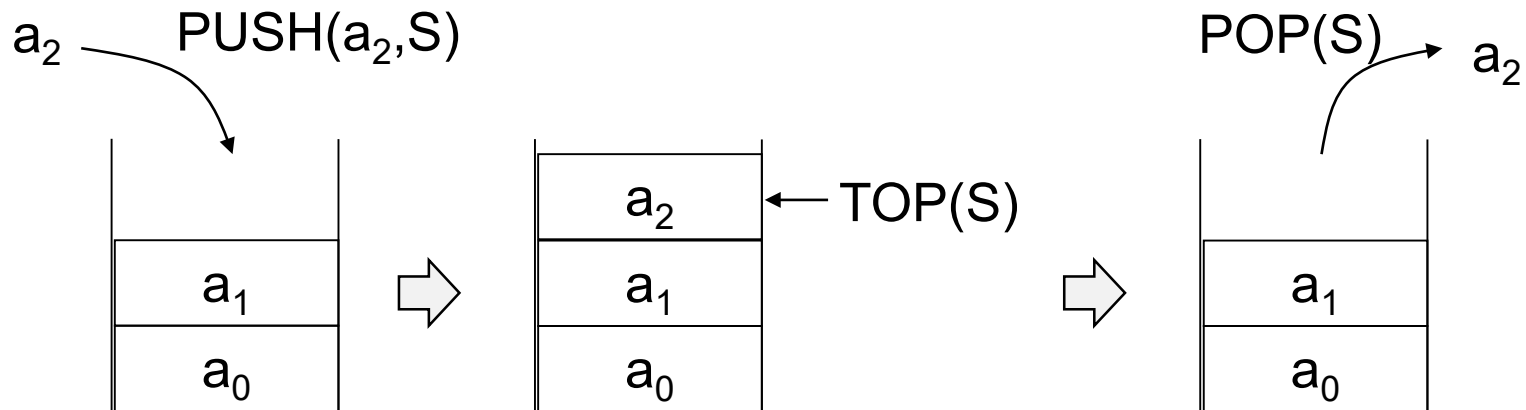 a₂ PUSH(a₂,S) POP(S) a₂
a₂ TOP(S)
a₁ a₁ a₁
a₀ a₀ a₀